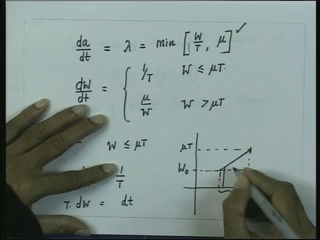 da/dt = λ = min [W/T, μ] ✓
dW/dt = { 1/T W ≤ μT.
μ/W W > μT
W ≤ μT
μT
1/T
W₀
T.dW = dt